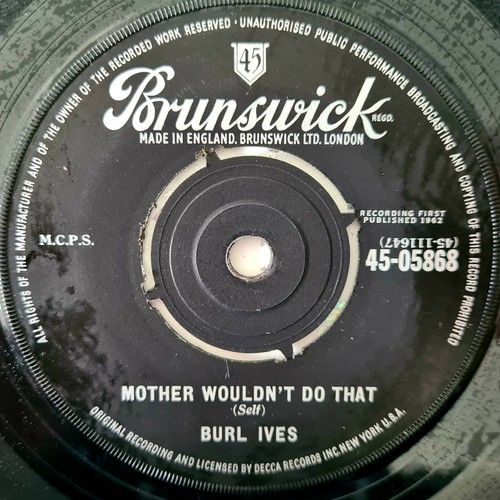 ALL RIGHTS OF THE MANUFACTURER AND OF THE OWNER OF THE RECORDED WORK RESERVED · UNAUTHORISED PUBLIC PERFORMANCE BROADCASTING AND COPYING OF THIS RECORD PROHIBITED
45
Brunswick REGD.
MADE IN ENGLAND. BRUNSWICK LTD. LONDON
RECORDING FIRST
PUBLISHED 1962
M.C.P.S.
(45-111647)
45-05868
MOTHER WOULDN'T DO THAT
(Self)
BURL IVES
ORIGINAL RECORDING AND LICENSED BY DECCA RECORDS INC. NEW YORK U.S.A.